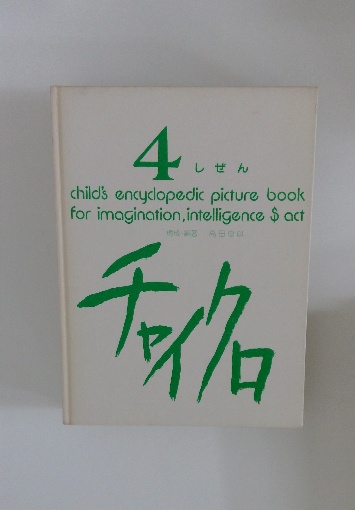 4 しぜん
child's encyclopedic picture book
for imagination, intelligence $ act
チャイクロ